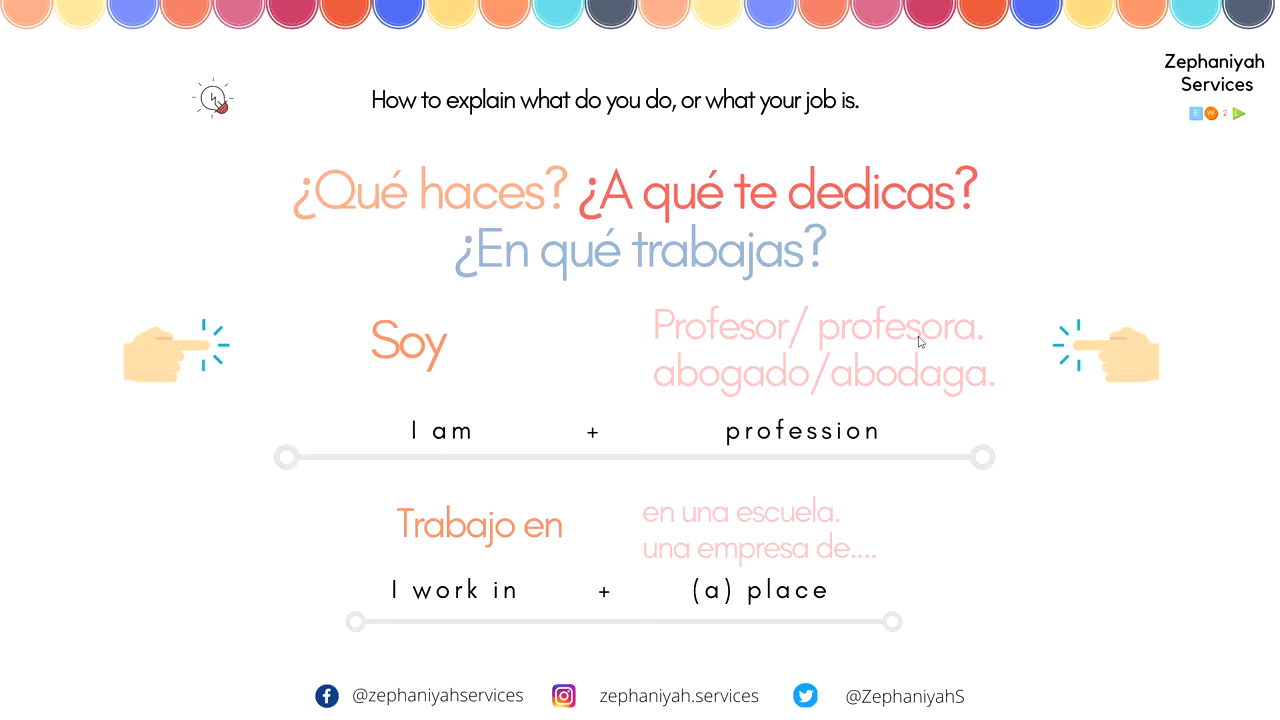 Zephaniyah
Services
E W 2 L
How to explain what do you do, or what your job is.
¿Qué haces? ¿A qué te dedicas?
¿En qué trabajas?
Soy
Profesor/ profesora.
abogado/abodaga.
I am + profession
Trabajo en
en una escuela.
una empresa de....
I work in + (a) place
@zephaniyahservices zephaniyah.services @ZephaniyahS